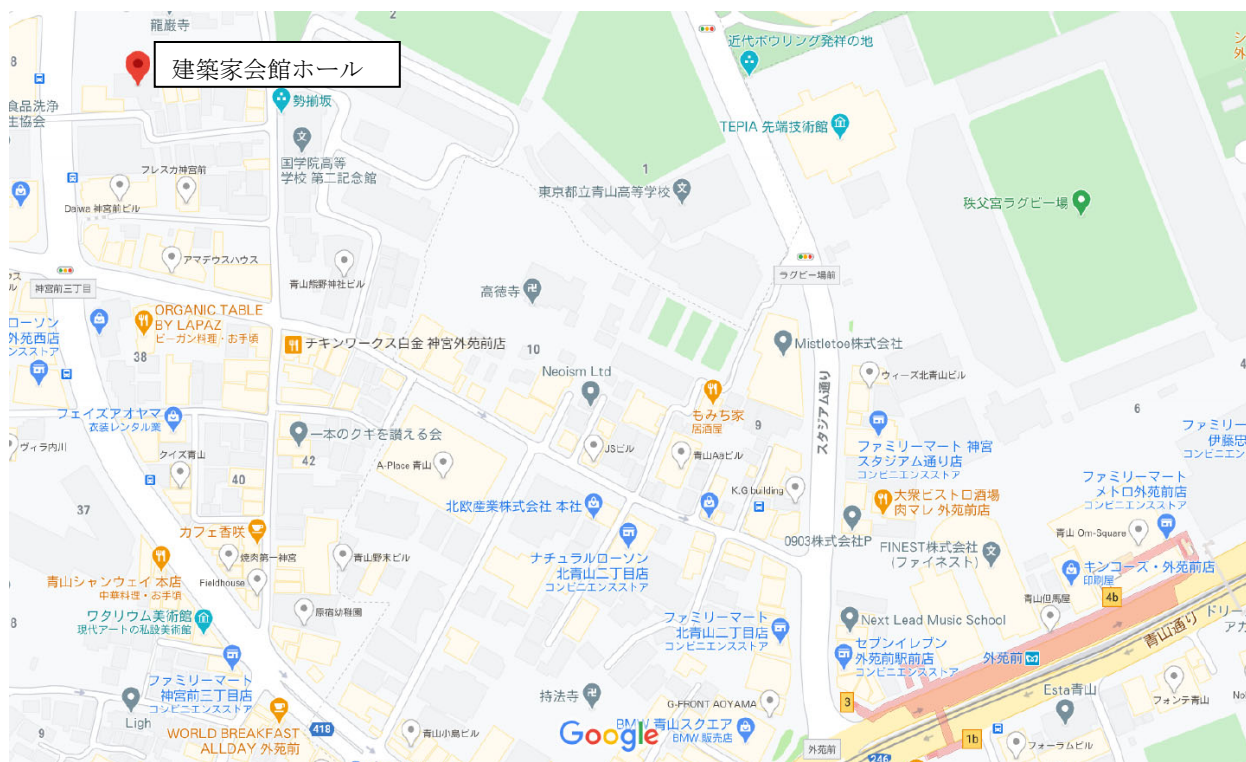 龍巌寺
2
建築家会館ホール
8
食品洗浄
生協会
勢揃坂
国学院高等
学校 第二記念館
フレスカ神宮前
Daiwa 神宮前ビル
アマデウスハウス
青山熊野神社ビル
神宮前三丁目
近代ボウリング発祥の地
TEPIA 先端技術館
1
東京都立青山高等学校
秩父宮ラグビー場
ラグビー場前
高徳寺
ORGANIC TABLE
BY LAPAZ
ビーガン料理・お手頃
38
チキンワークス白金 神宮外苑前店
10
ローソン
外苑西店
Neoism Ltd
Mistletoe株式会社
ウィーズ北青山ビル
スタジアム通り
もみぢ家
居酒屋
9
6
4
フェイズアオヤマ
衣装レンタル業
ヴィラ内川
クイズ青山
一本のクギを讃える会
42
40
A-Place 青山
JSビル
青山Aaビル
K.G building
ファミリーマート 神宮
スタジアム通り店
コンビニエンスストア
ファミリーマート
メトロ外苑前店
コンビニエンスストア
大衆ビストロ酒場
肉マレ 外苑前店
37
北欧産業株式会社 本社
0903株式会社P
FINEST株式会社
(ファイネスト)
青山 Om-Square
カフェ香咲
焼肉第一神宮
青山野末ビル
ナチュラルローソン
北青山二丁目店
コンビニエンスストア
キンコーズ・外苑前店
印刷屋
青山シャンウェイ 本店
中華料理・お手頃
Fieldhouse
原宿幼稚園
青山但馬屋
4b
ワタリウム美術館
現代アートの私設美術館
ファミリーマート
北青山二丁目店
コンビニエンスストア
Next Lead Music School
セブンイレブン
外苑前駅前店
コンビニエンスストア
外苑前
青山通り
8
ファミリーマート
神宮前三丁目店
コンビニエンスストア
Ligh
9
WORLD BREAKFAST
ALLDAY 外苑前
418
青山小島ビル
持法寺
G-FRONT AOYAMA
BMW 青山スクエア
BMW 販売店
Google
3
Esta青山
フォンテ青山
1b
フォーラムビル
外苑前
246